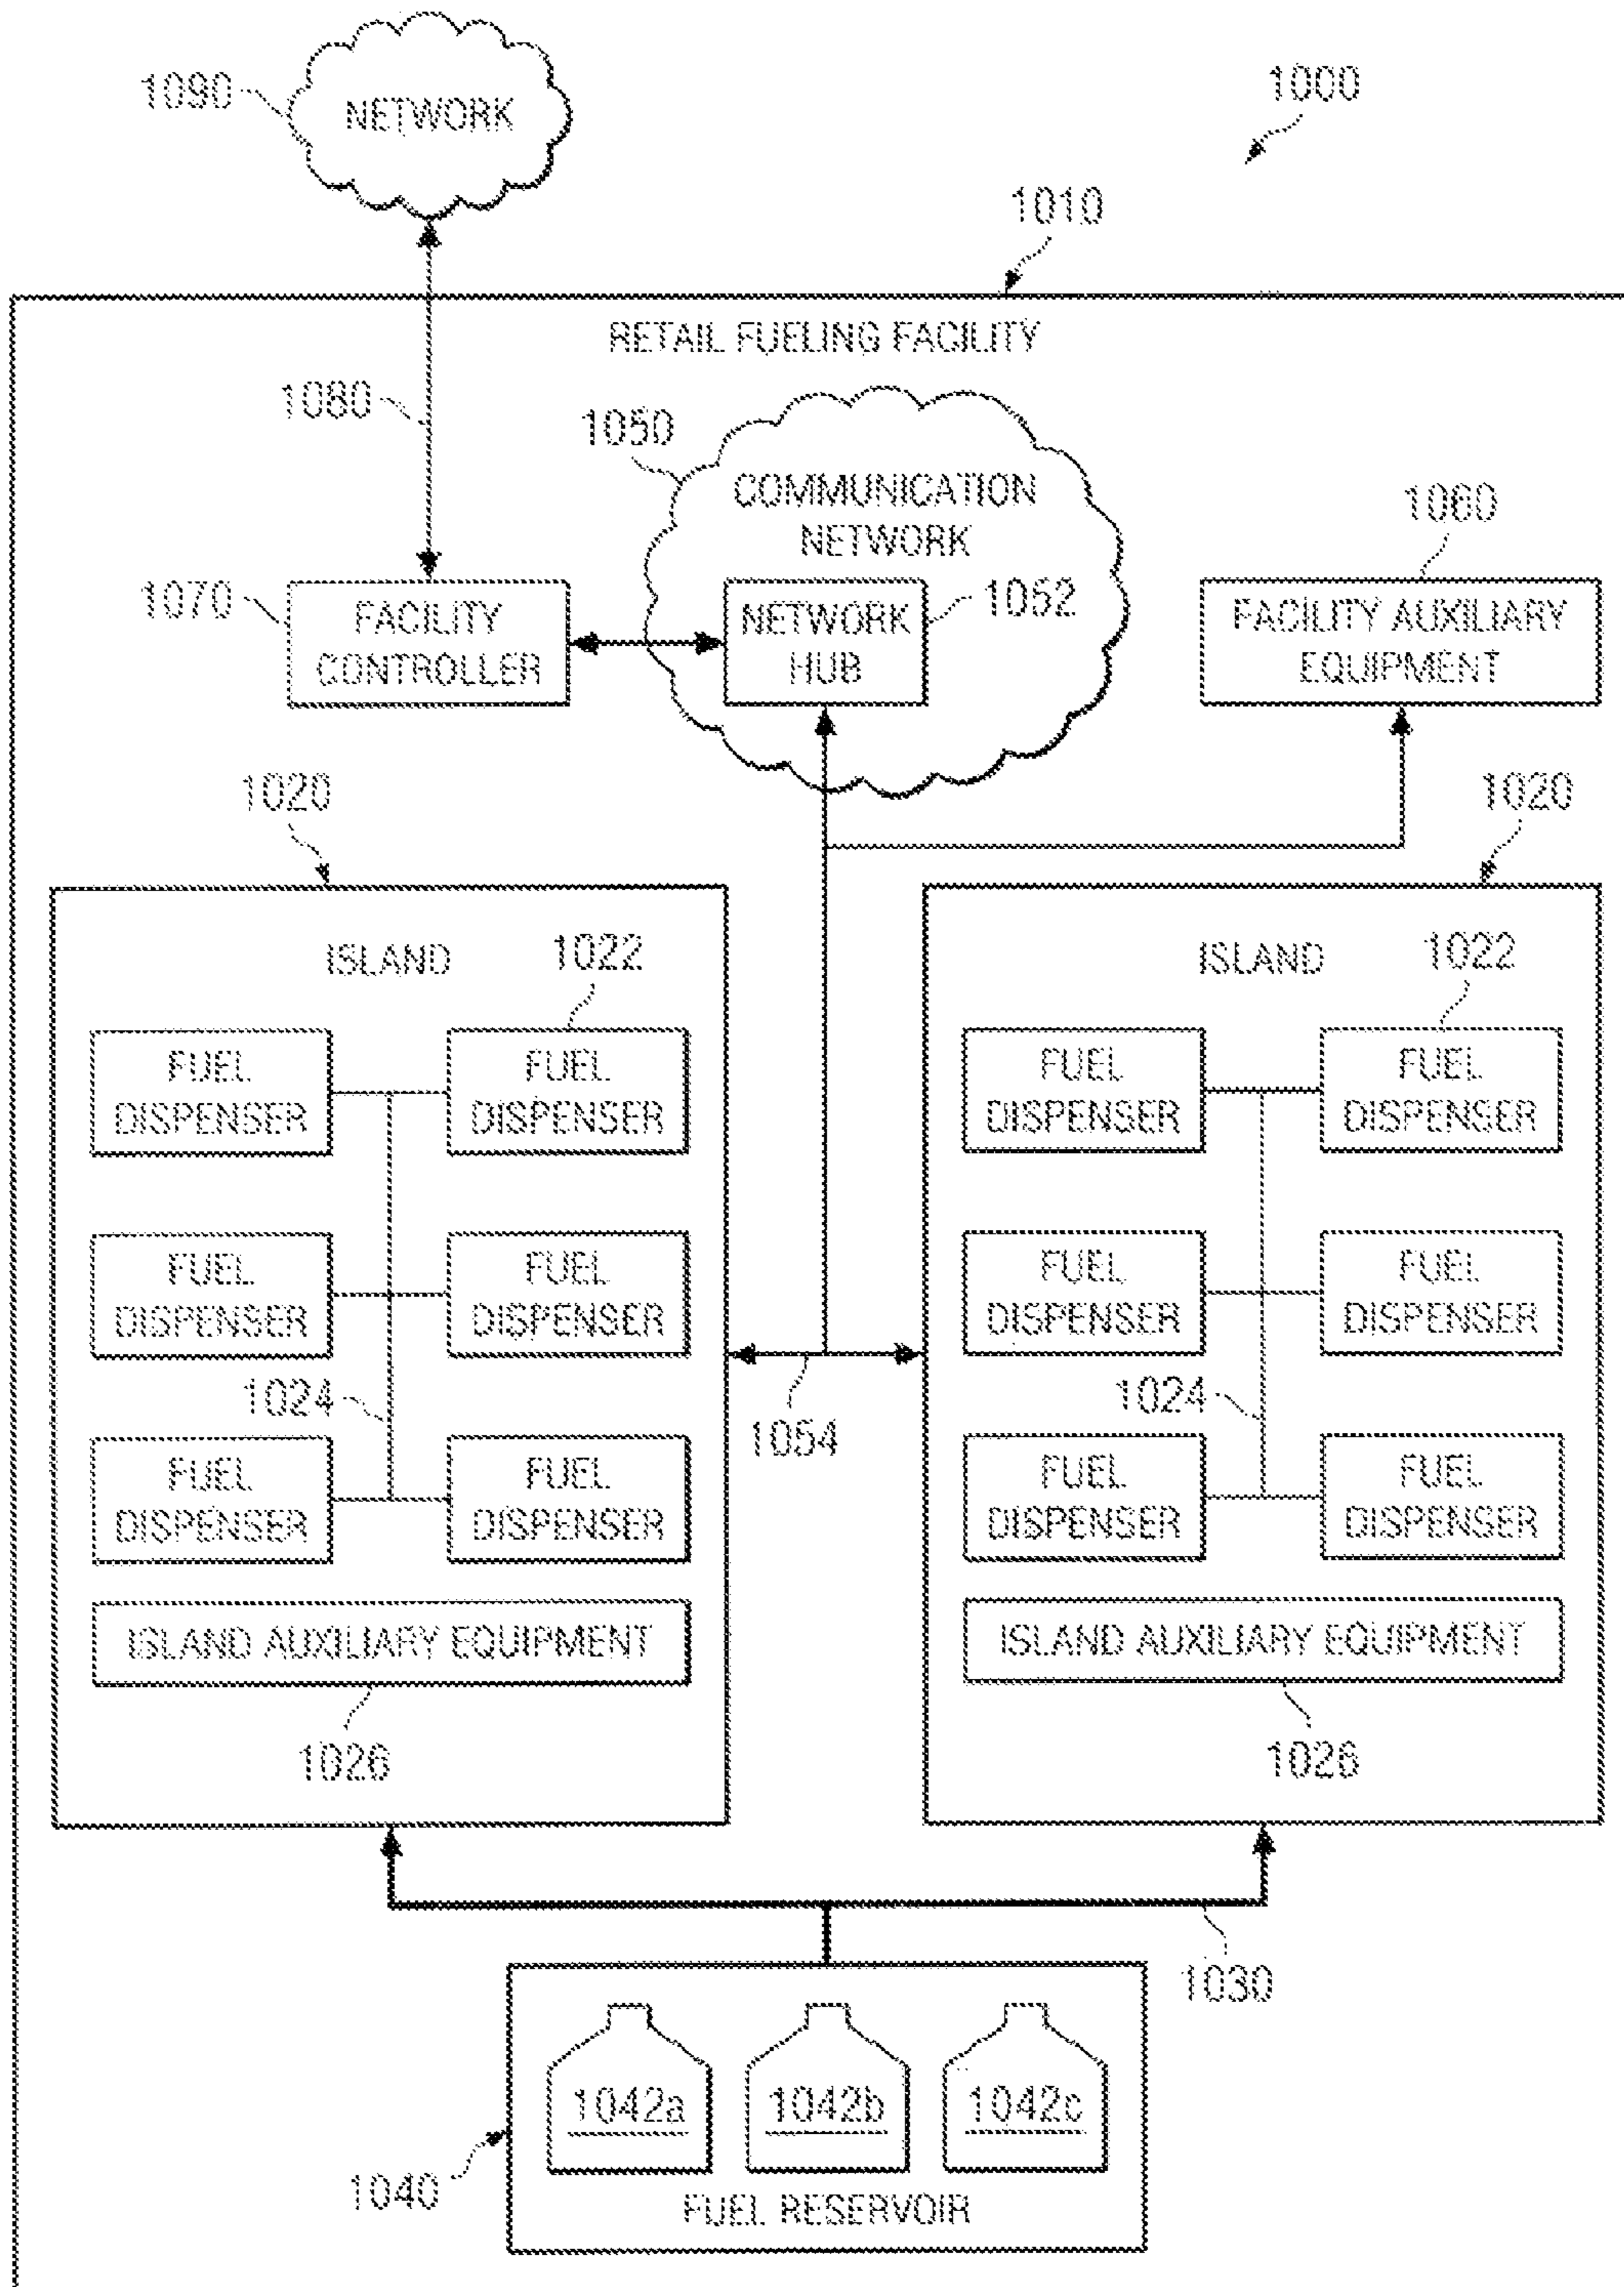 1090
NETWORK
1000
1010
RETAIL FUELING FACILITY
1080
1050
COMMUNICATION
NETWORK
1060
1070
FACILITY
CONTROLLER
NETWORK
HUB
1052
FACILITY AUXILIARY
EQUIPMENT
1020
1020
ISLAND
1022
FUEL
DISPENSER
FUEL
DISPENSER
FUEL
DISPENSER
FUEL
DISPENSER
1024
FUEL
DISPENSER
FUEL
DISPENSER
ISLAND AUXILIARY EQUIPMENT
1026
1054
ISLAND
1022
FUEL
DISPENSER
FUEL
DISPENSER
FUEL
DISPENSER
FUEL
DISPENSER
1024
FUEL
DISPENSER
FUEL
DISPENSER
ISLAND AUXILIARY EQUIPMENT
1026
1030
1042a
1042b
1042c
1040
FUEL RESERVOIR